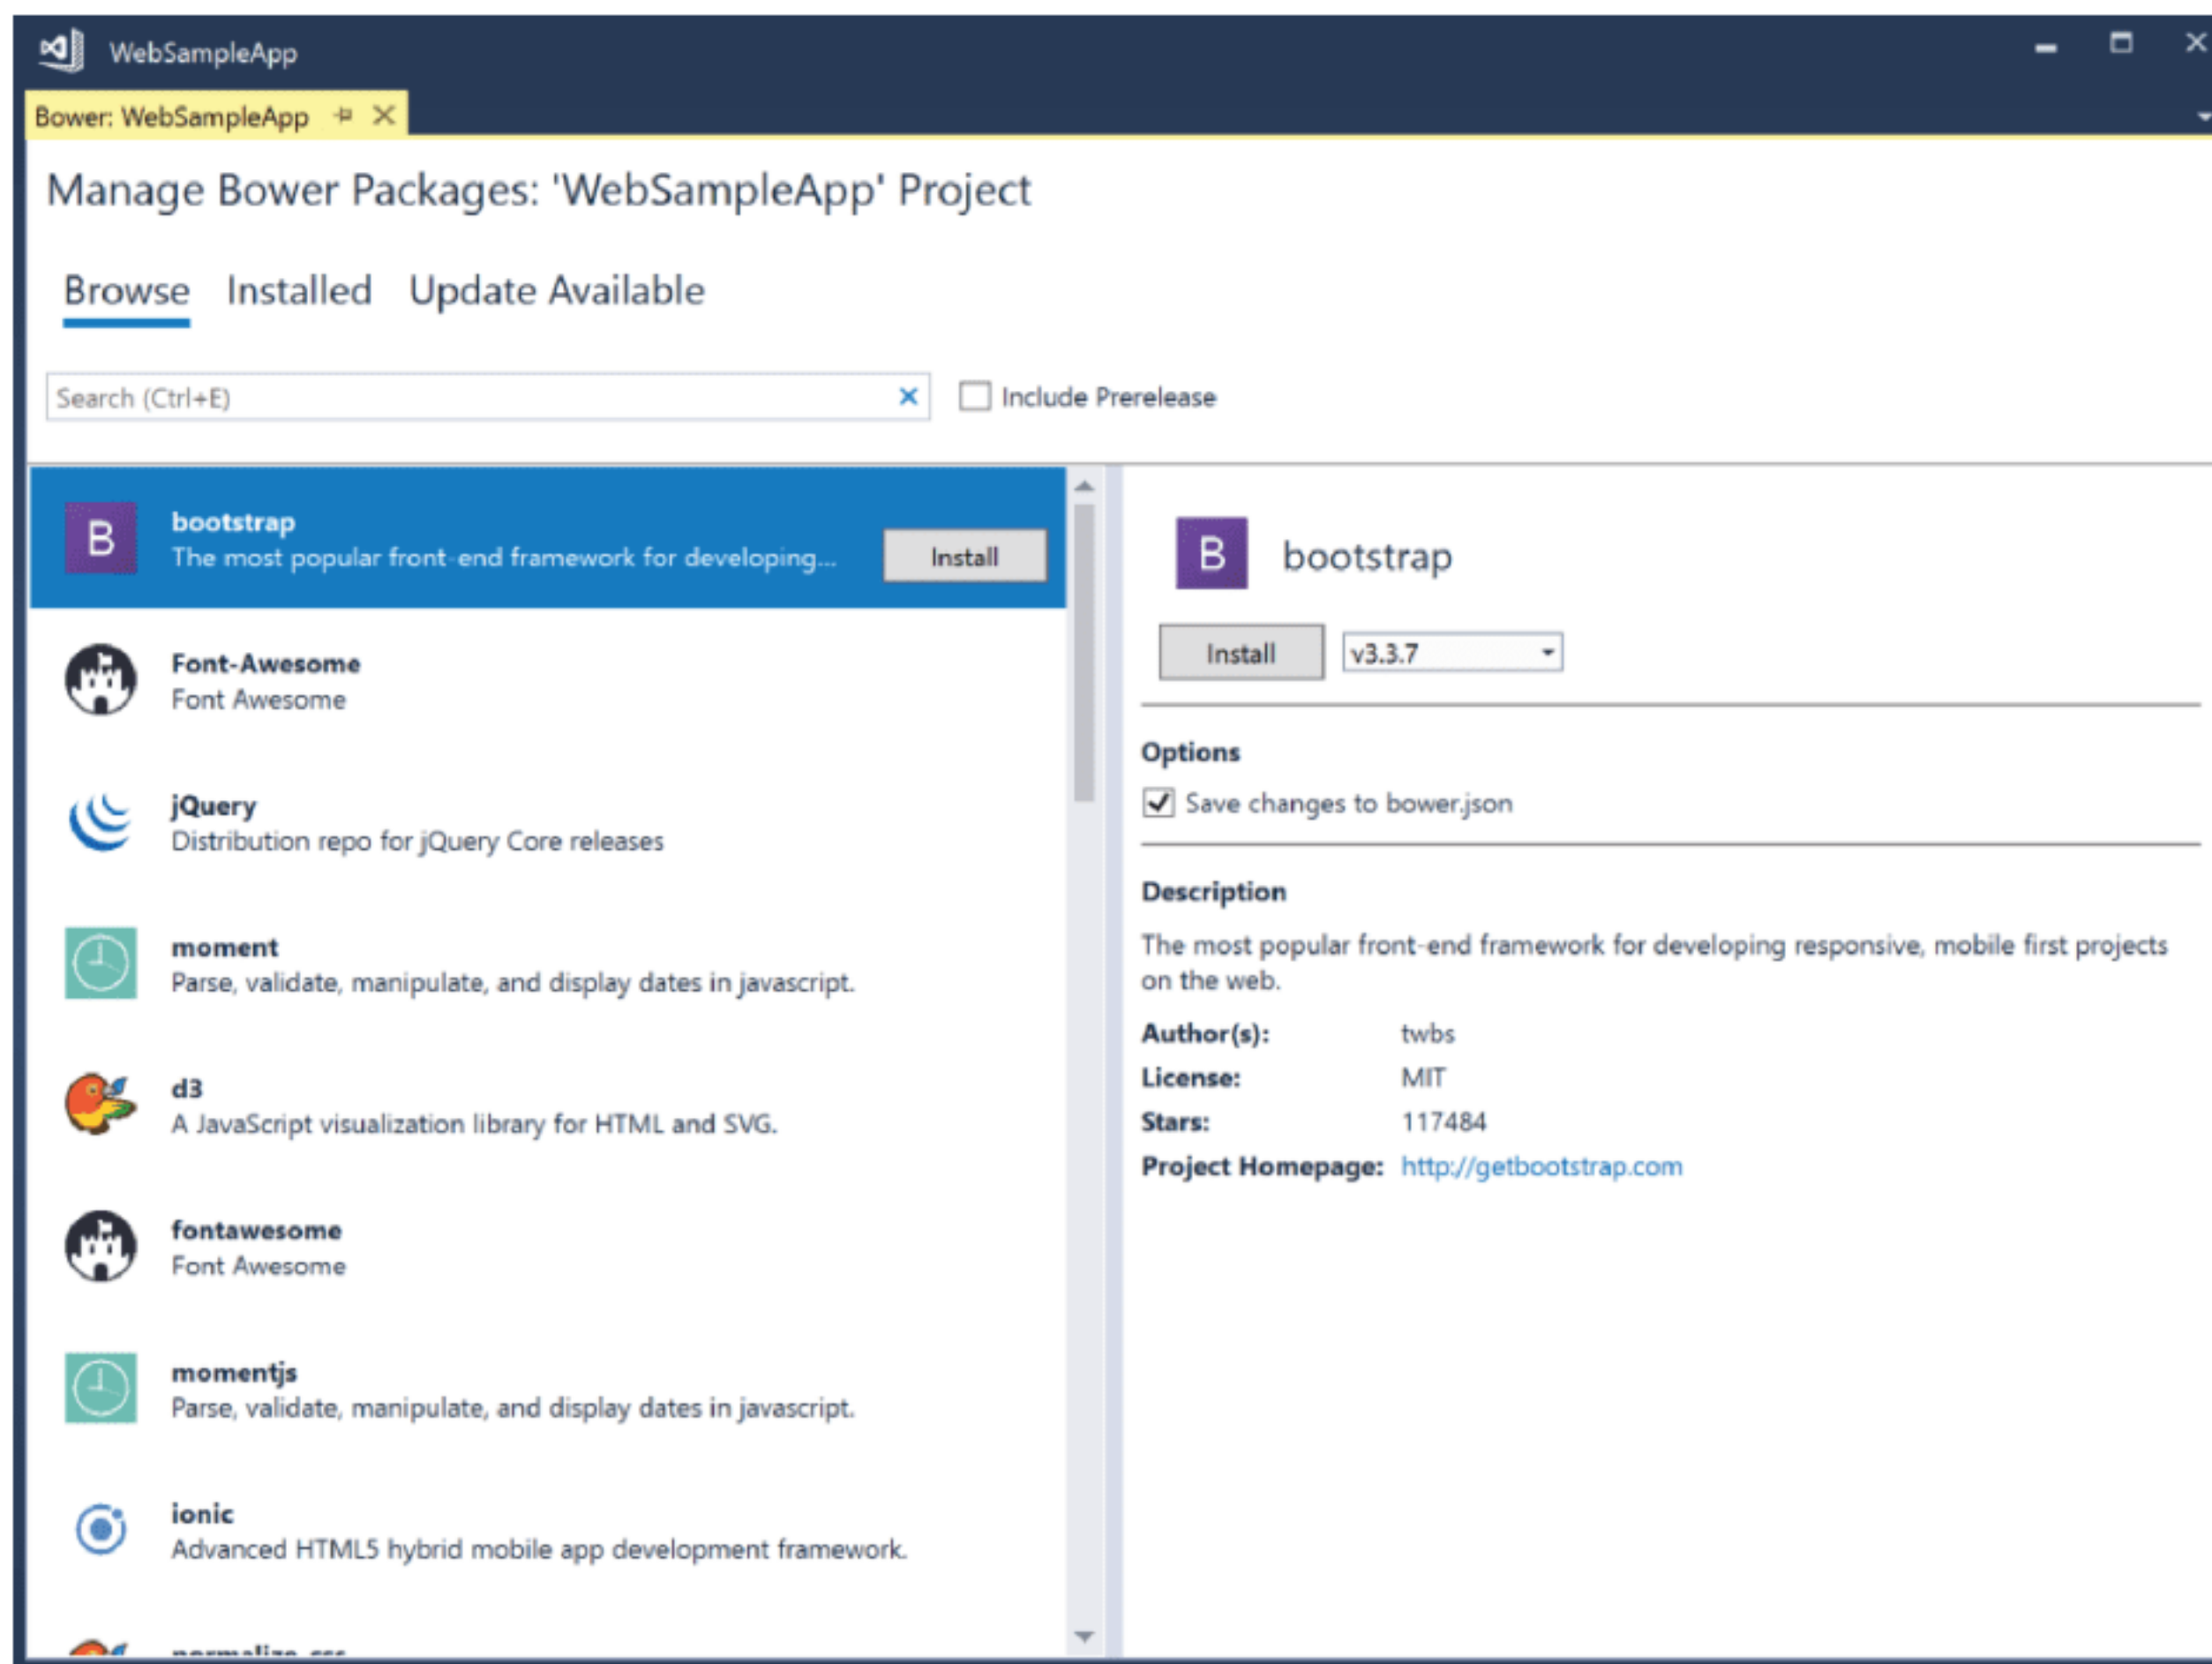 WebSampleApp
Bower: WebSampleApp
Manage Bower Packages: 'WebSampleApp' Project
Browse Installed Update Available
Search (Ctrl+E)
Include Prerelease
B
bootstrap
The most popular front-end framework for developing...
Install
Font-Awesome
Font Awesome
jQuery
Distribution repo for jQuery Core releases
moment
Parse, validate, manipulate, and display dates in javascript.
d3
A JavaScript visualization library for HTML and SVG.
fontawesome
Font Awesome
momentjs
Parse, validate, manipulate, and display dates in javascript.
ionic
Advanced HTML5 hybrid mobile app development framework.
B
bootstrap
Install
v3.3.7
Options
Save changes to bower.json
Description
The most popular front-end framework for developing responsive, mobile first projects
on the web.
Author(s): twbs
License: MIT
Stars: 117484
Project Homepage: http://getbootstrap.com